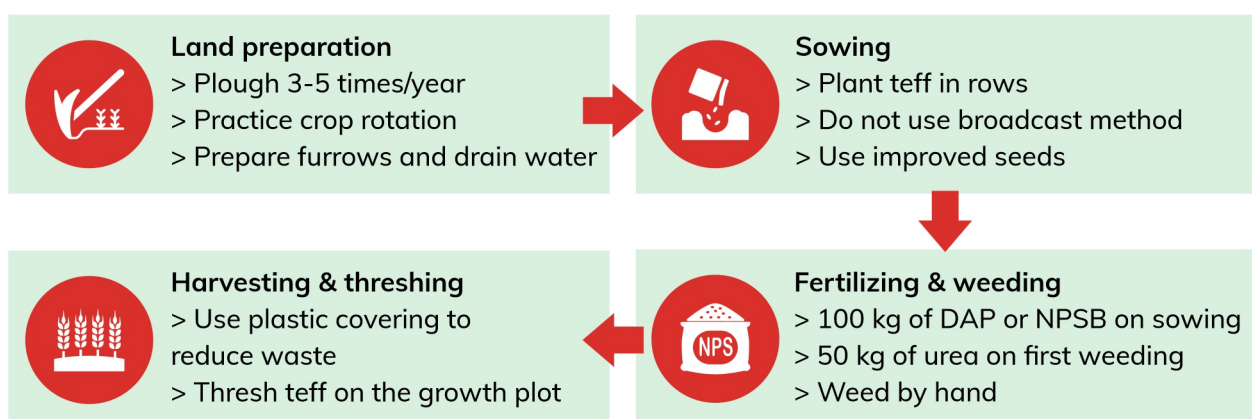 Land preparation
> Plough 3-5 times/year
> Practice crop rotation
> Prepare furrows and drain water
Sowing
> Plant teff in rows
> Do not use broadcast method
> Use improved seeds
Fertilizing & weeding
> 100 kg of DAP or NPSB on sowing
> 50 kg of urea on first weeding
> Weed by hand
NPS
Harvesting & threshing
> Use plastic covering to
reduce waste
> Thresh teff on the growth plot